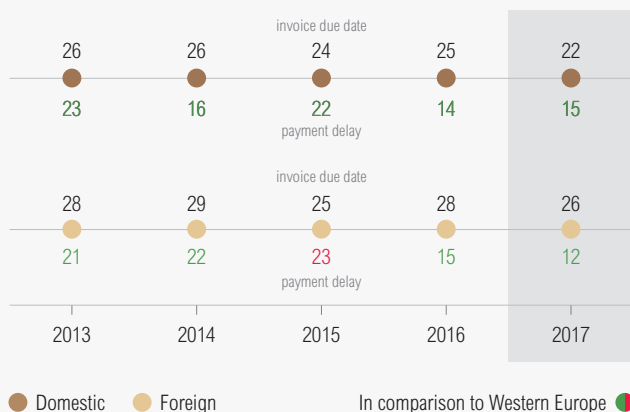 invoice due date
26 26 24 25 22
23 16 22 14 15
payment delay
invoice due date
28 29 25 28 26
21 22 23 15 12
payment delay
2013 2014 2015 2016 2017
Domestic Foreign In comparison to Western Europe